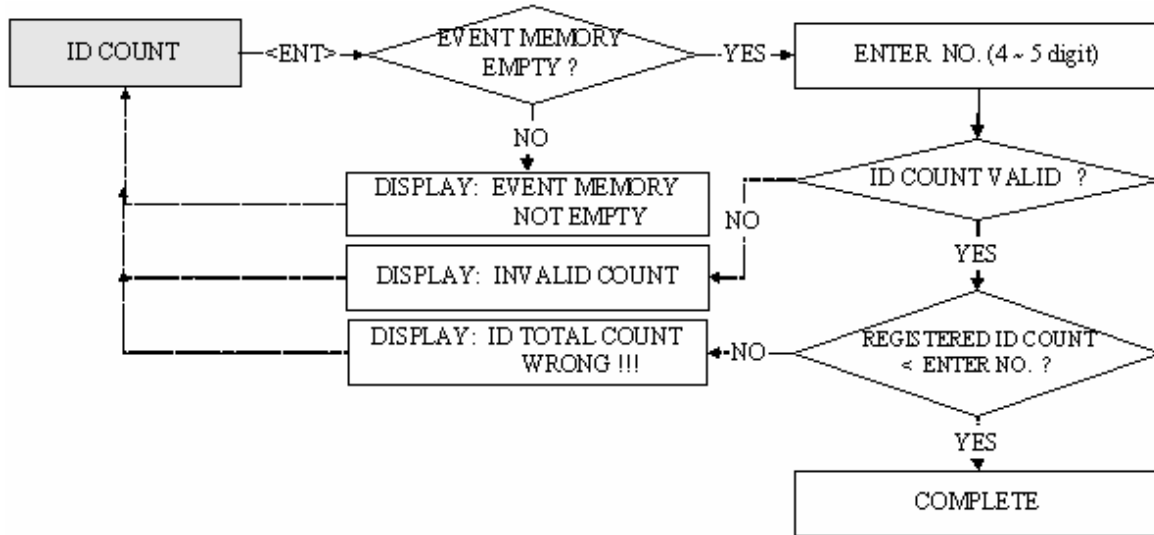 ID COUNT
<ENT>
EVENT MEMORY
EMPTY ?
YES
ENTER NO. (4 ~ 5 digit)
NO
DISPLAY: EVENT MEMORY
NOT EMPTY
ID COUNT VALID ?
NO
YES
DISPLAY: INVALID COUNT
DISPLAY: ID TOTAL COUNT
WRONG !!!
NO
REGISTERED ID COUNT
< ENTER NO. ?
YES
COMPLETE